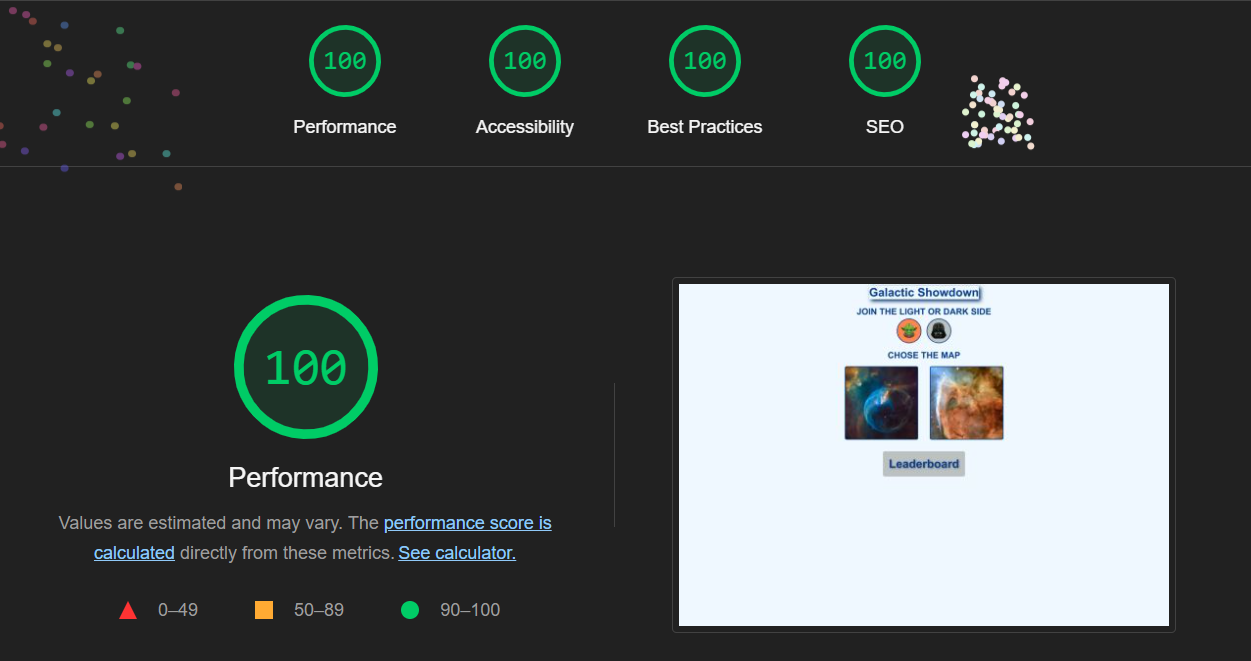 100 100 100 100
Performance Accessibility Best Practices SEO
100
Performance
Values are estimated and may vary. The performance score is
calculated directly from these metrics. See calculator.
0–49 50–89 90–100
Galactic Showdown
JOIN THE LIGHT OR DARK SIDE
CHOSE THE MAP
Leaderboard